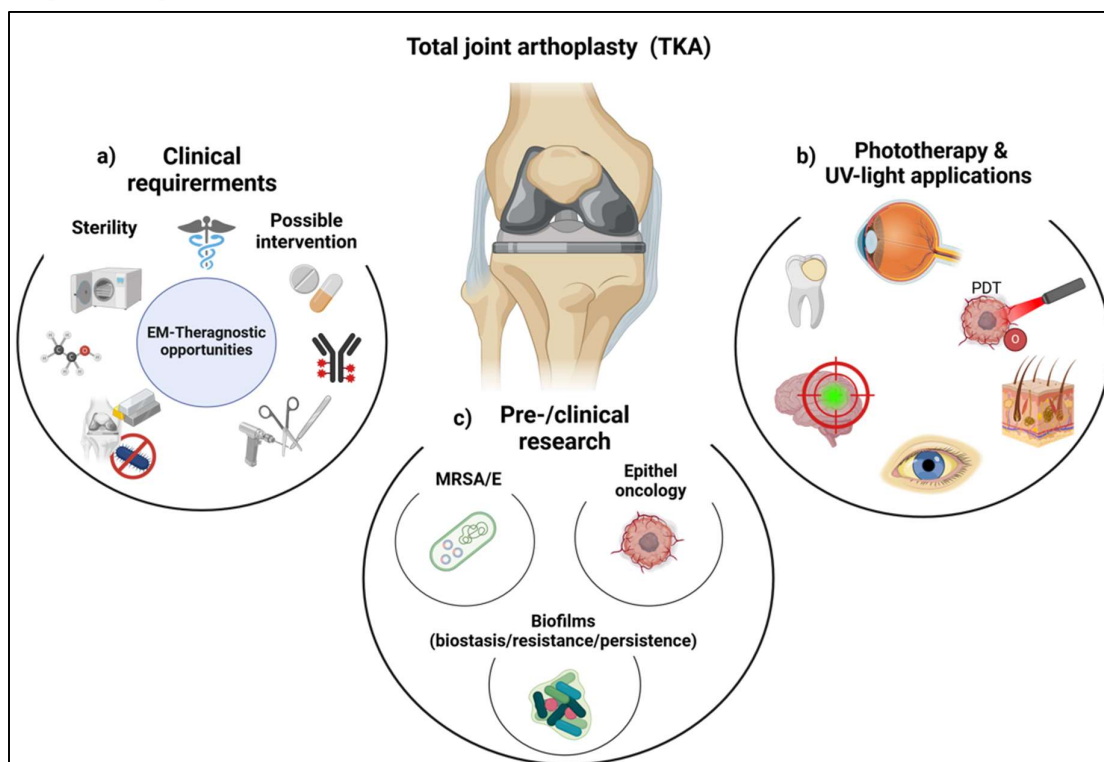 Total joint arthoplasty (TKA)
a) Clinical
requirerments
Sterility
Possible
intervention
EM-Theragnostic
opportunities
b) Phototherapy &
UV-light applications
PDT
O
c) Pre-/clinical
research
MRSA/E
Epithel
oncology
Biofilms
(biostasis/resistance/persistence)